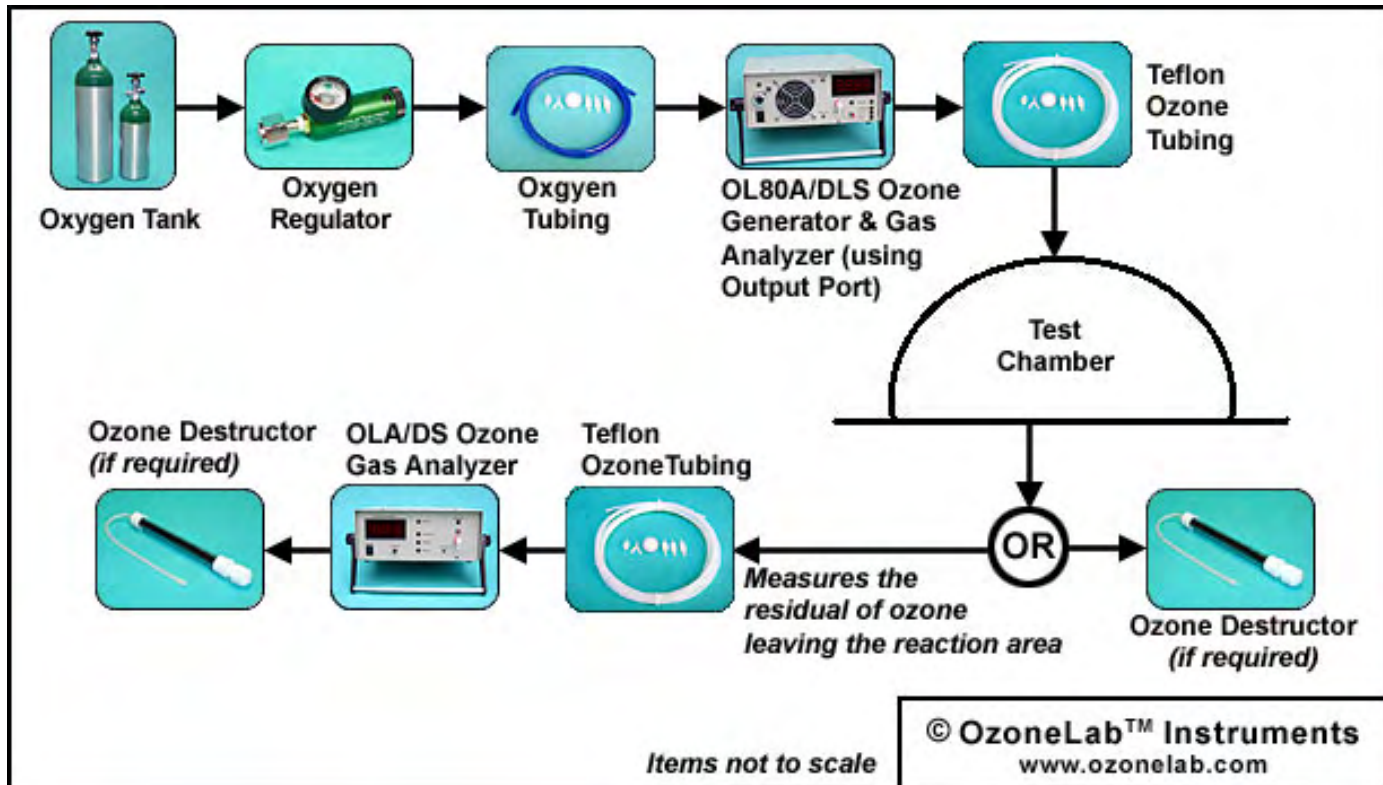 Oxygen Tank
Oxygen
Regulator
Oxgyen
Tubing
OL80A/DLS Ozone
Generator & Gas
Analyzer (using
Output Port)
Teflon
Ozone
Tubing
Test
Chamber
OR
Ozone Destructor
(if required)
Measures the
residual of ozone
leaving the reaction area
Teflon
OzoneTubing
OLA/DS Ozone
Gas Analyzer
Ozone Destructor
(if required)
Items not to scale
© OzoneLab™ Instruments
www.ozonelab.com